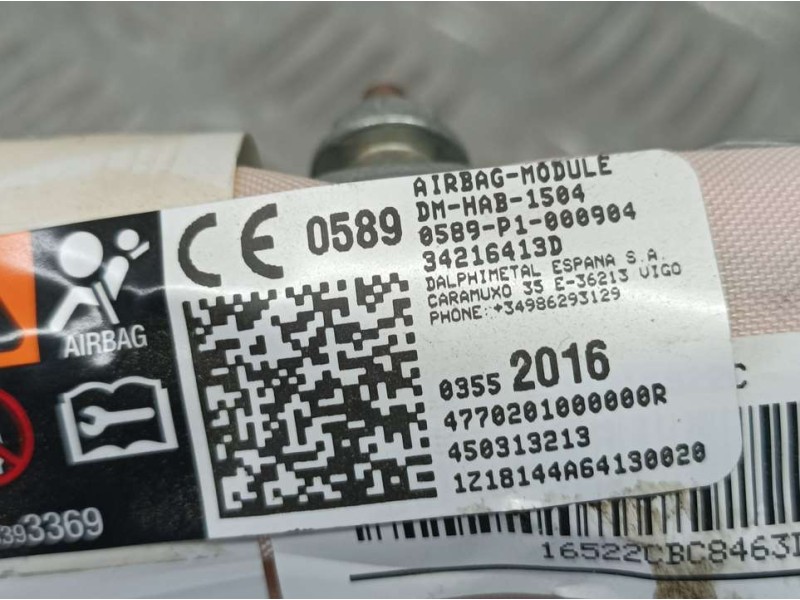 CE 0589
AIRBAG-MODULE
DM-HAB-1504
0589-P1-000904
34216413D
DALPHIMETAL ESPANA S.A.
CARAMUXO 35 E-36213 VIGO
PHONE: +34986293129
0355 2016
4770201000000R
450313213
1Z18144A64130020
AIRBAG
3369
C
16522CBC8463